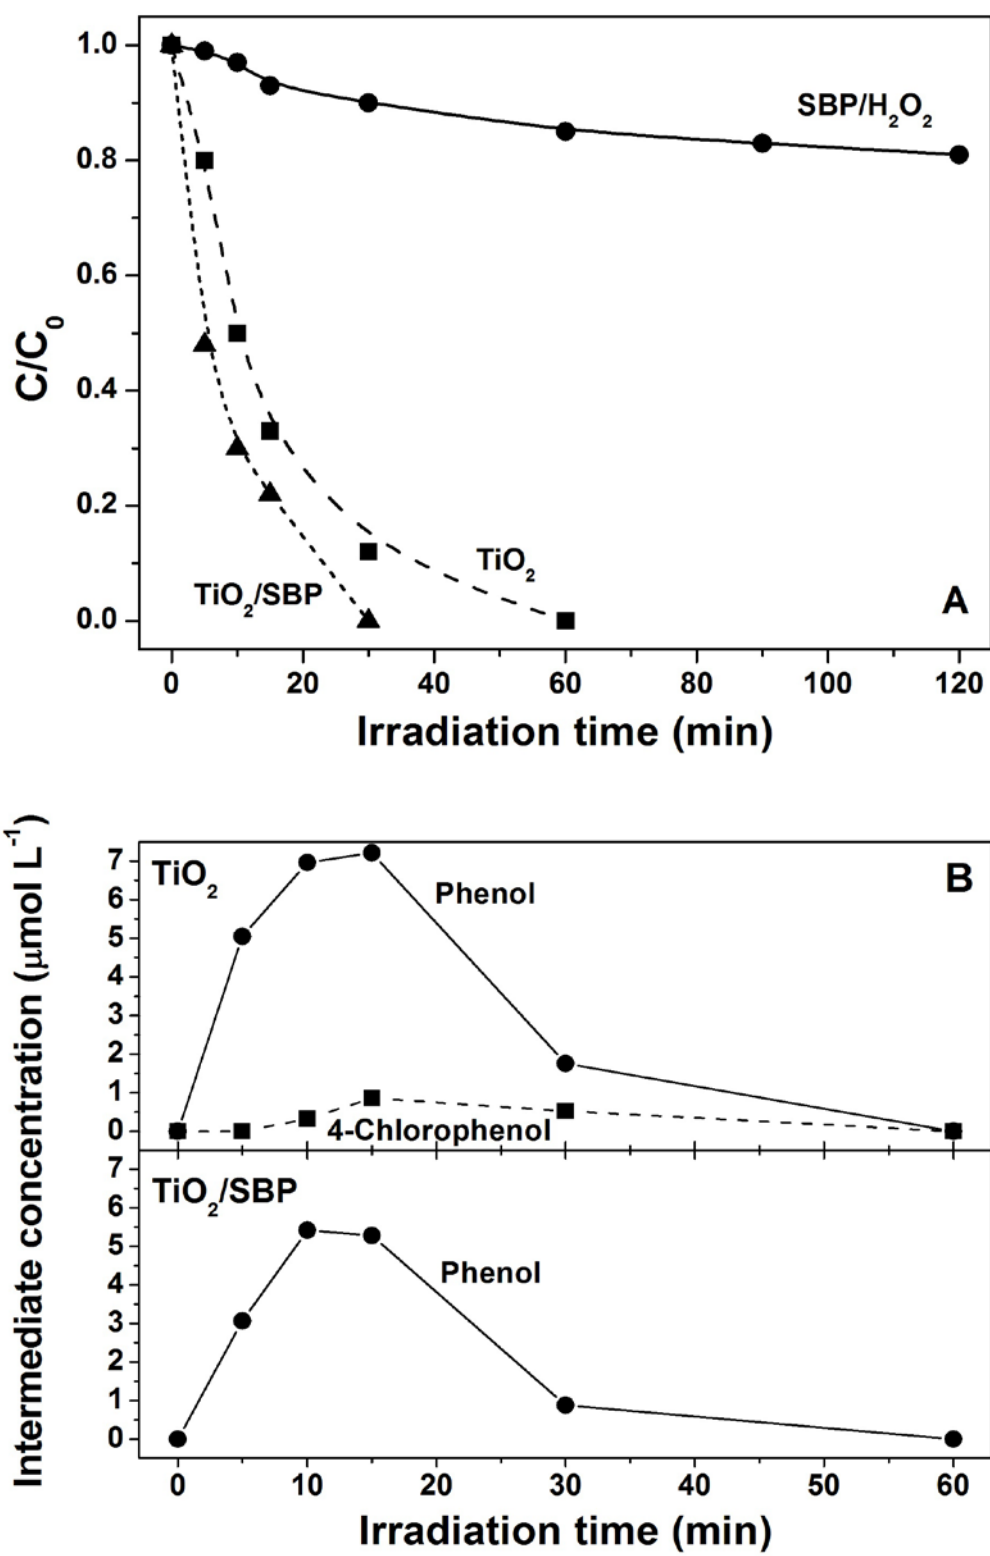 1.0
0.8
0.6
0.4
0.2
0.0
C/C₀
SBP/H₂O₂
TiO₂
TiO₂/SBP
A
0 20 40 60 80 100 120
Irradiation time (min)
Intermediate concentration (μmol L⁻¹)
TiO₂
B
Phenol
4-Chlorophenol
7
6
5
4
3
2
1
0
TiO₂/SBP
Phenol
7
6
5
4
3
2
1
0
0 10 20 30 40 50 60
Irradiation time (min)